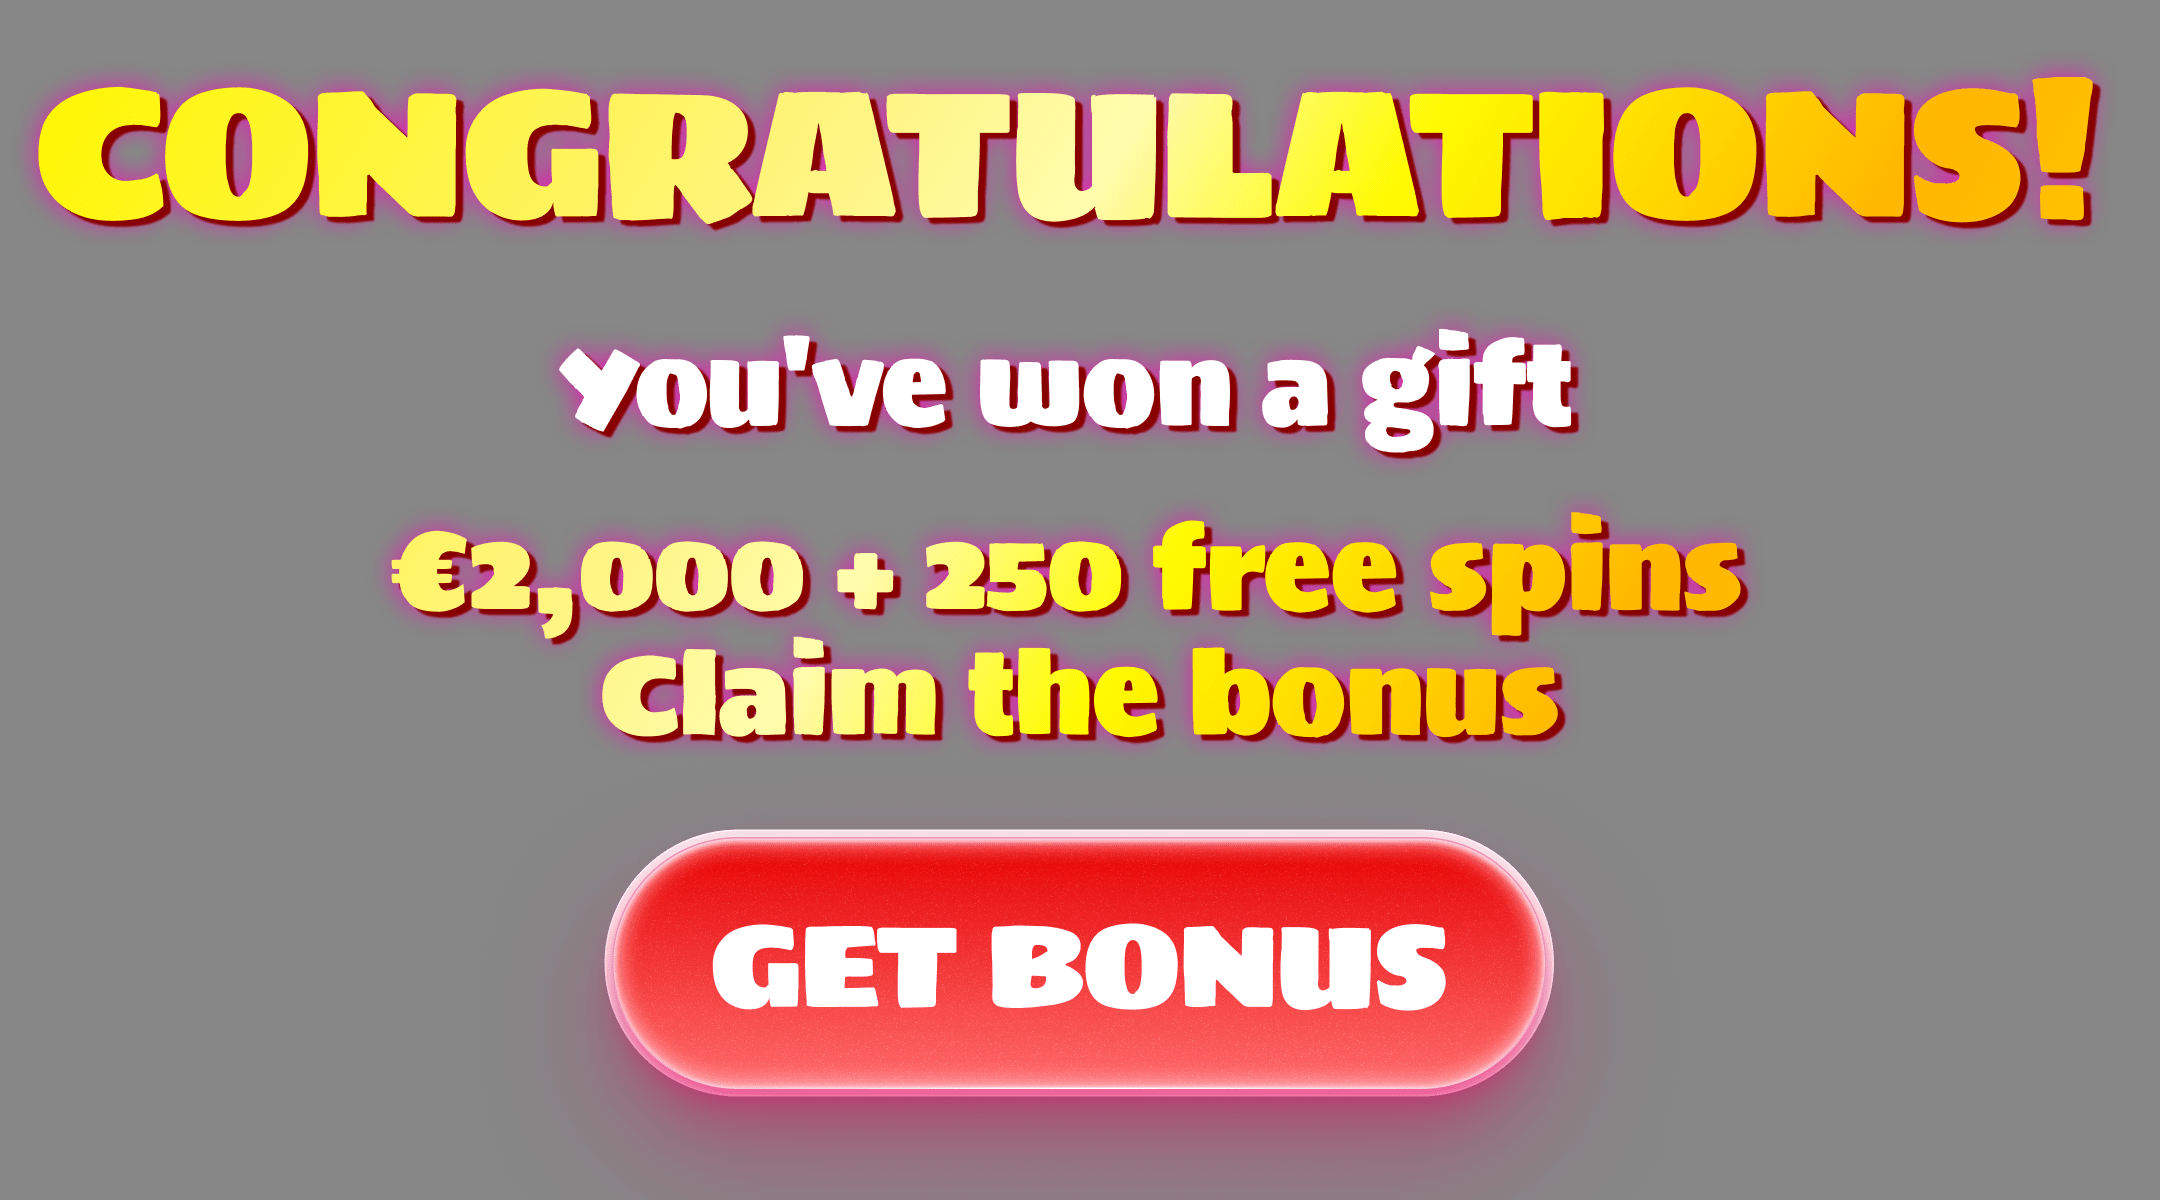 CONGRATULATIONS!
You've won a gift
€2,000 + 250 free spins
Claim the bonus
GET BONUS